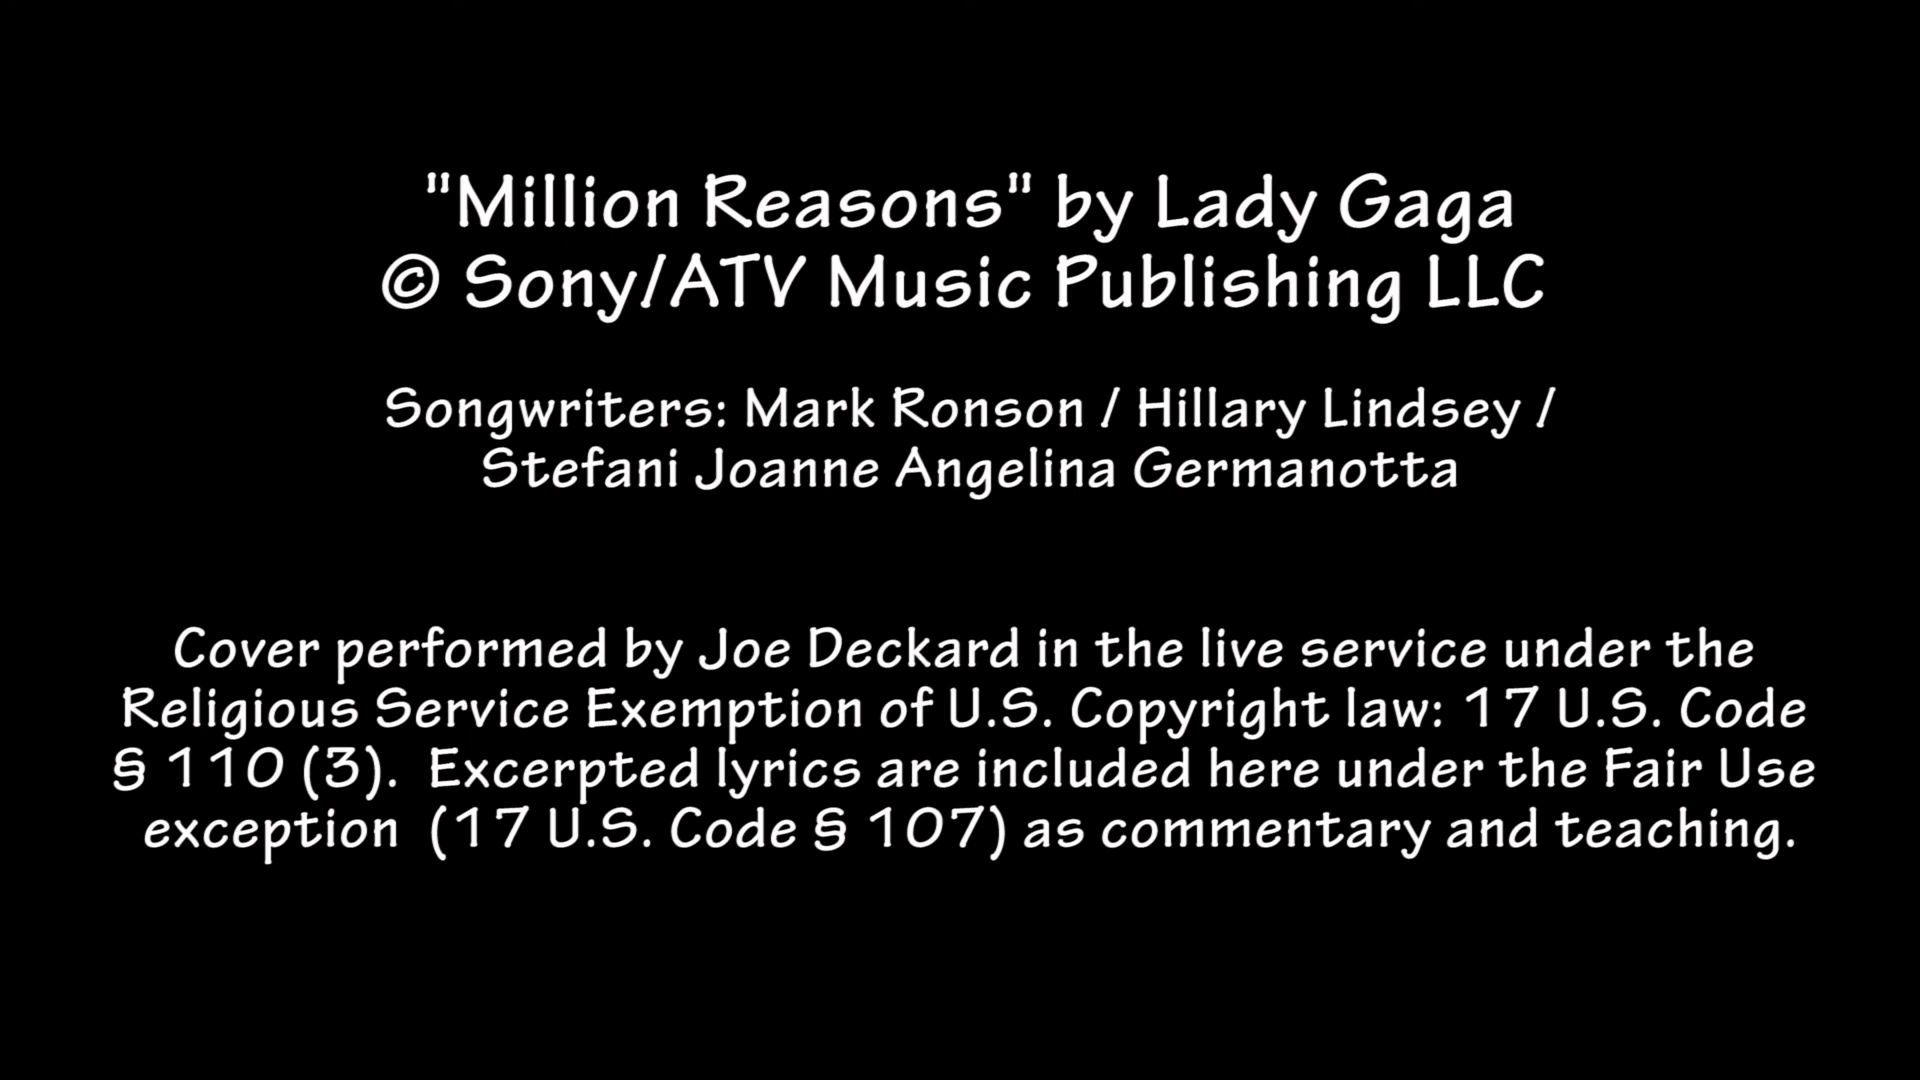 "Million Reasons" by Lady Gaga
© Sony/ATV Music Publishing LLC
Songwriters: Mark Ronson / Hillary Lindsey /
Stefani Joanne Angelina Germanotta
Cover performed by Joe Deckard in the live service under the
Religious Service Exemption of U.S. Copyright law: 17 U.S. Code
§ 110 (3).  Excerpted lyrics are included here under the Fair Use
exception  (17 U.S. Code § 107) as commentary and teaching.